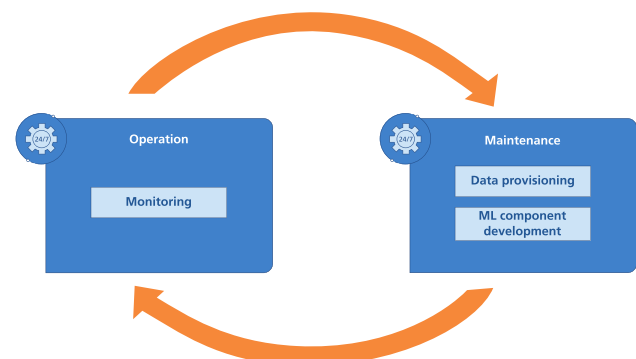 Operation
24/7
Monitoring
Maintenance
24/7
Data provisioning
ML component
development